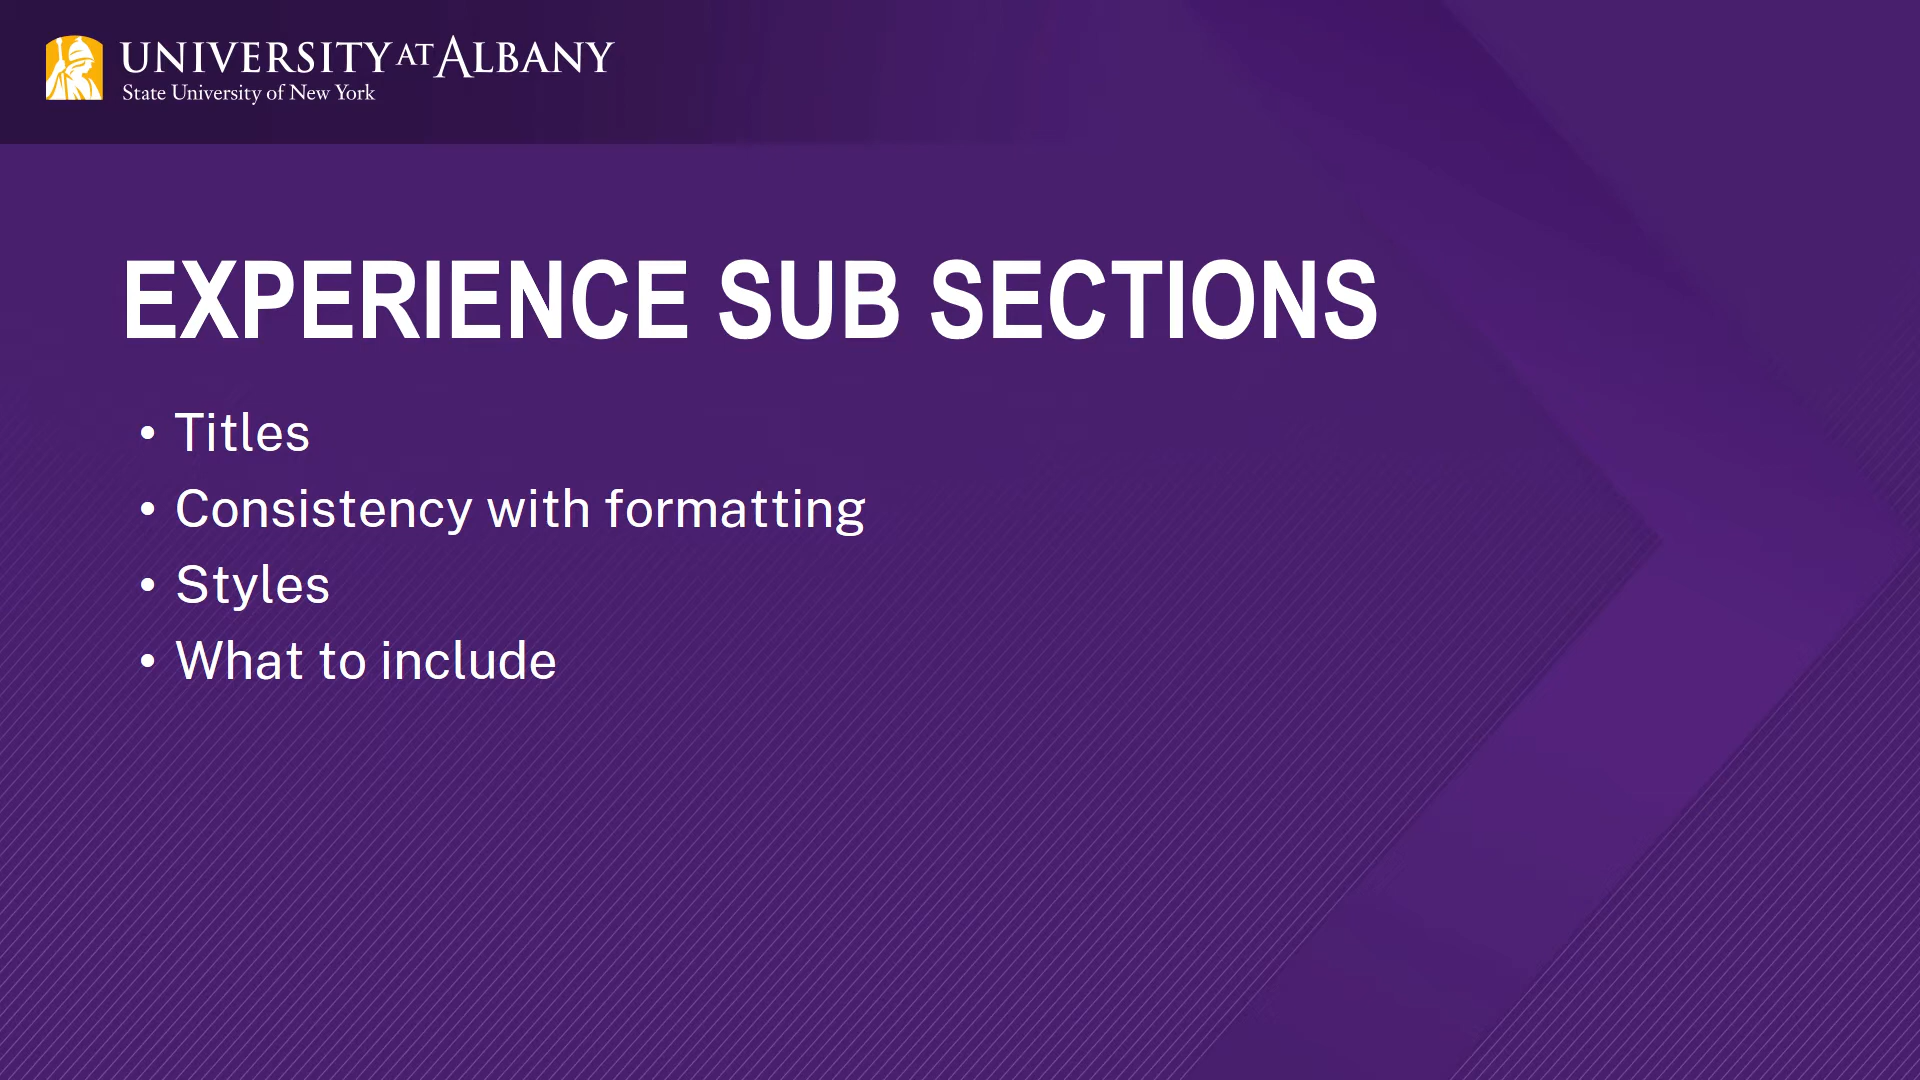 UNIVERSITY AT ALBANY
State University of New York
EXPERIENCE SUB SECTIONS
• Titles
• Consistency with formatting
• Styles
• What to include